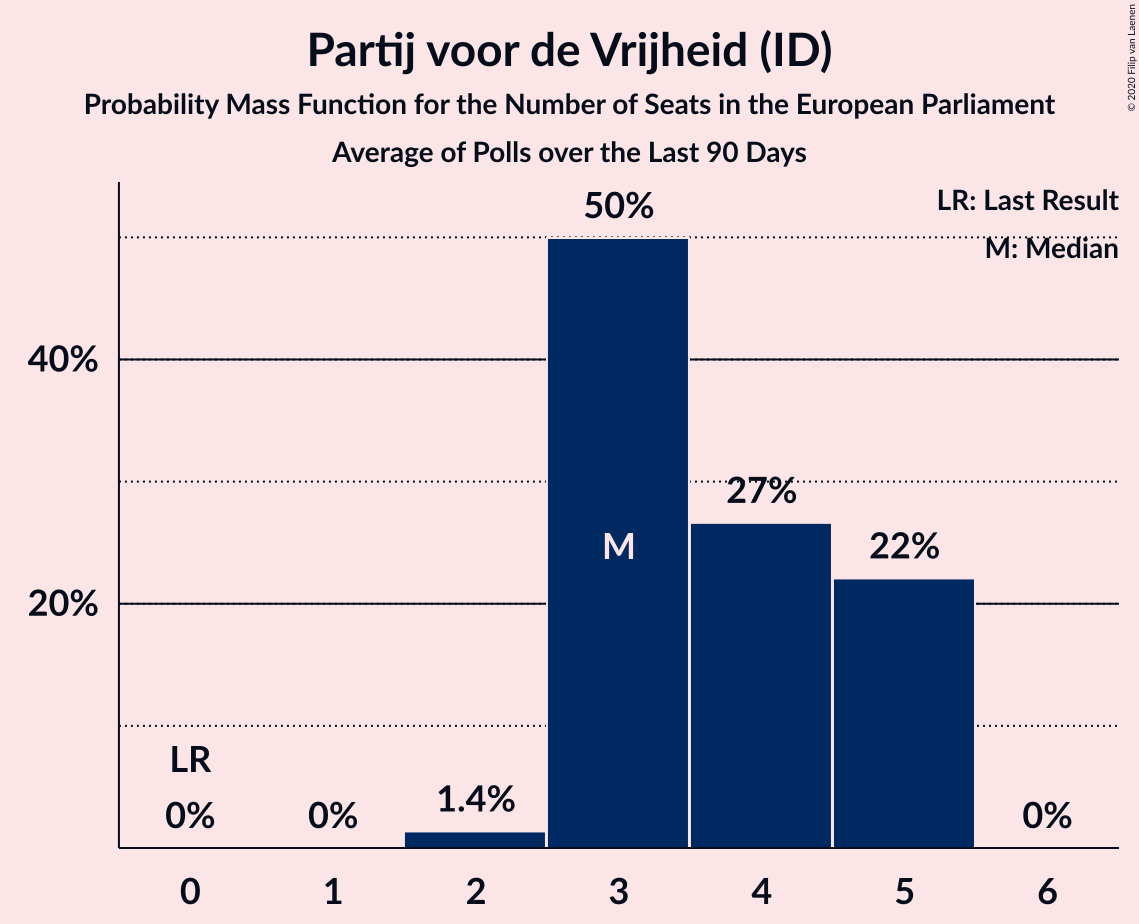 Partij voor de Vrijheid (ID)
Probability Mass Function for the Number of Seats in the European Parliament
Average of Polls over the Last 90 Days
© 2020 Filip van Laenen
LR: Last Result
M: Median
50%
40%
27%
M
22%
20%
LR
0%
0%
1.4%
0%
0
1
2
3
4
5
6